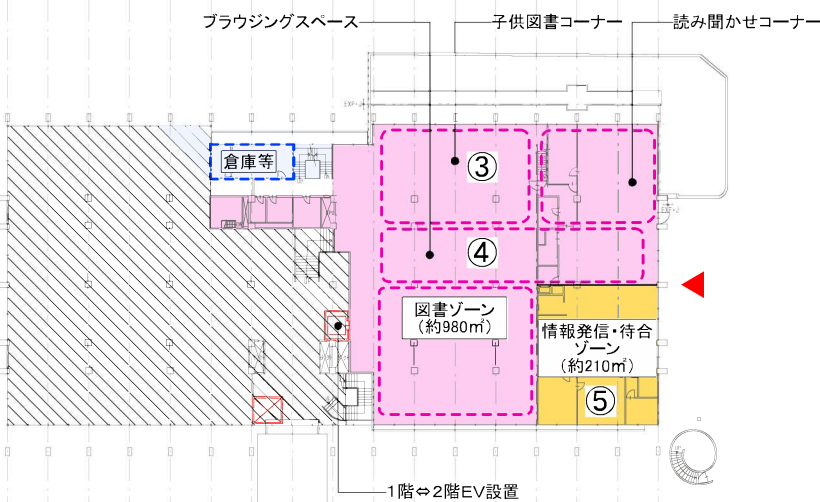 ブラウジングスペース
子供図書コーナー
読み聞かせコーナー
倉庫等
③
④
図書ゾーン
(約980㎡)
情報発信・待合
ゾーン
(約210㎡)
⑤
1階⇔2階EV設置